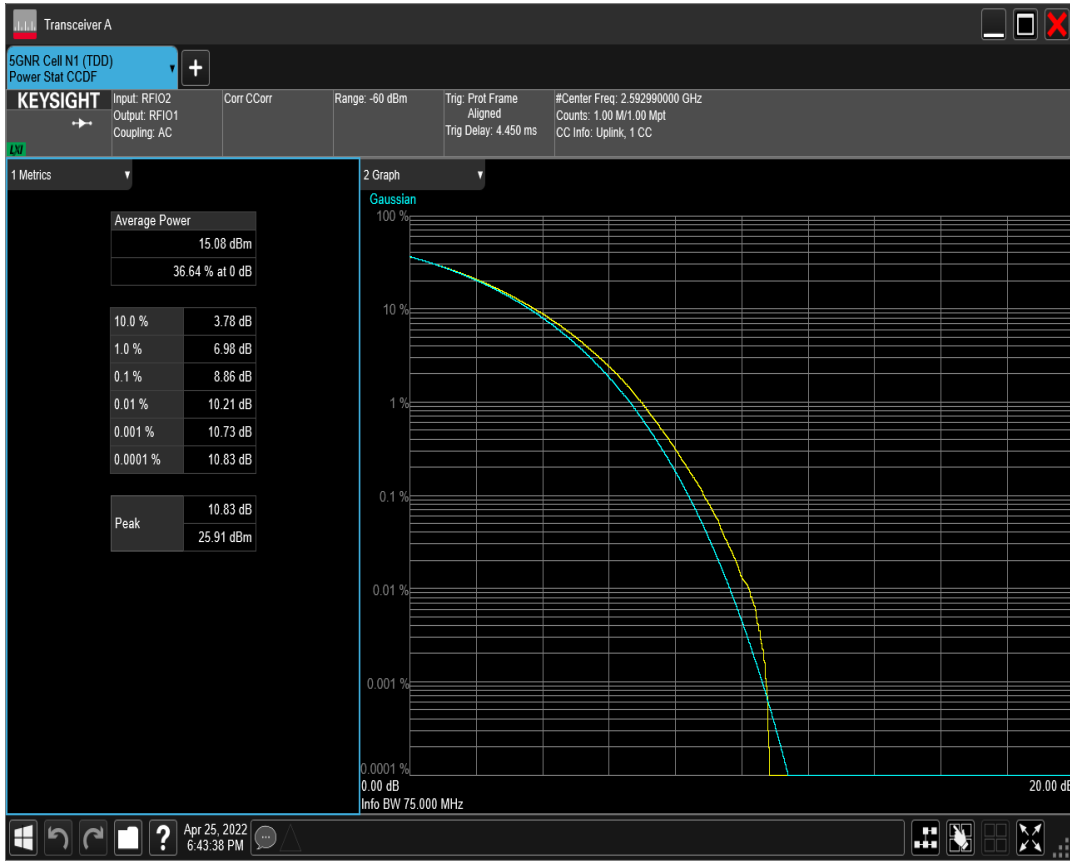 Transceiver A
5GNR Cell N1 (TDD)
Power Stat CCDF
+
KEYSIGHT
LXI
Input: RFIO2
Output: RFIO1
Coupling: AC
Corr CCorr
Range: -60 dBm
Trig: Prot Frame
Aligned
Trig Delay: 4.450 ms
#Center Freq: 2.592990000 GHz
Counts: 1.00 M/1.00 Mpt
CC Info: Uplink, 1 CC
1 Metrics
Average Power
15.08 dBm
36.64 % at 0 dB
10.0 % 3.78 dB
1.0 % 6.98 dB
0.1 % 8.86 dB
0.01 % 10.21 dB
0.001 % 10.73 dB
0.0001 % 10.83 dB
Peak 10.83 dB
25.91 dBm
2 Graph
Gaussian
100 %
10 %
1 %
0.1 %
0.01 %
0.001 %
0.0001 %
0.00 dB 20.00 dB
Info BW 75.000 MHz
?
Apr 25, 2022
6:43:38 PM